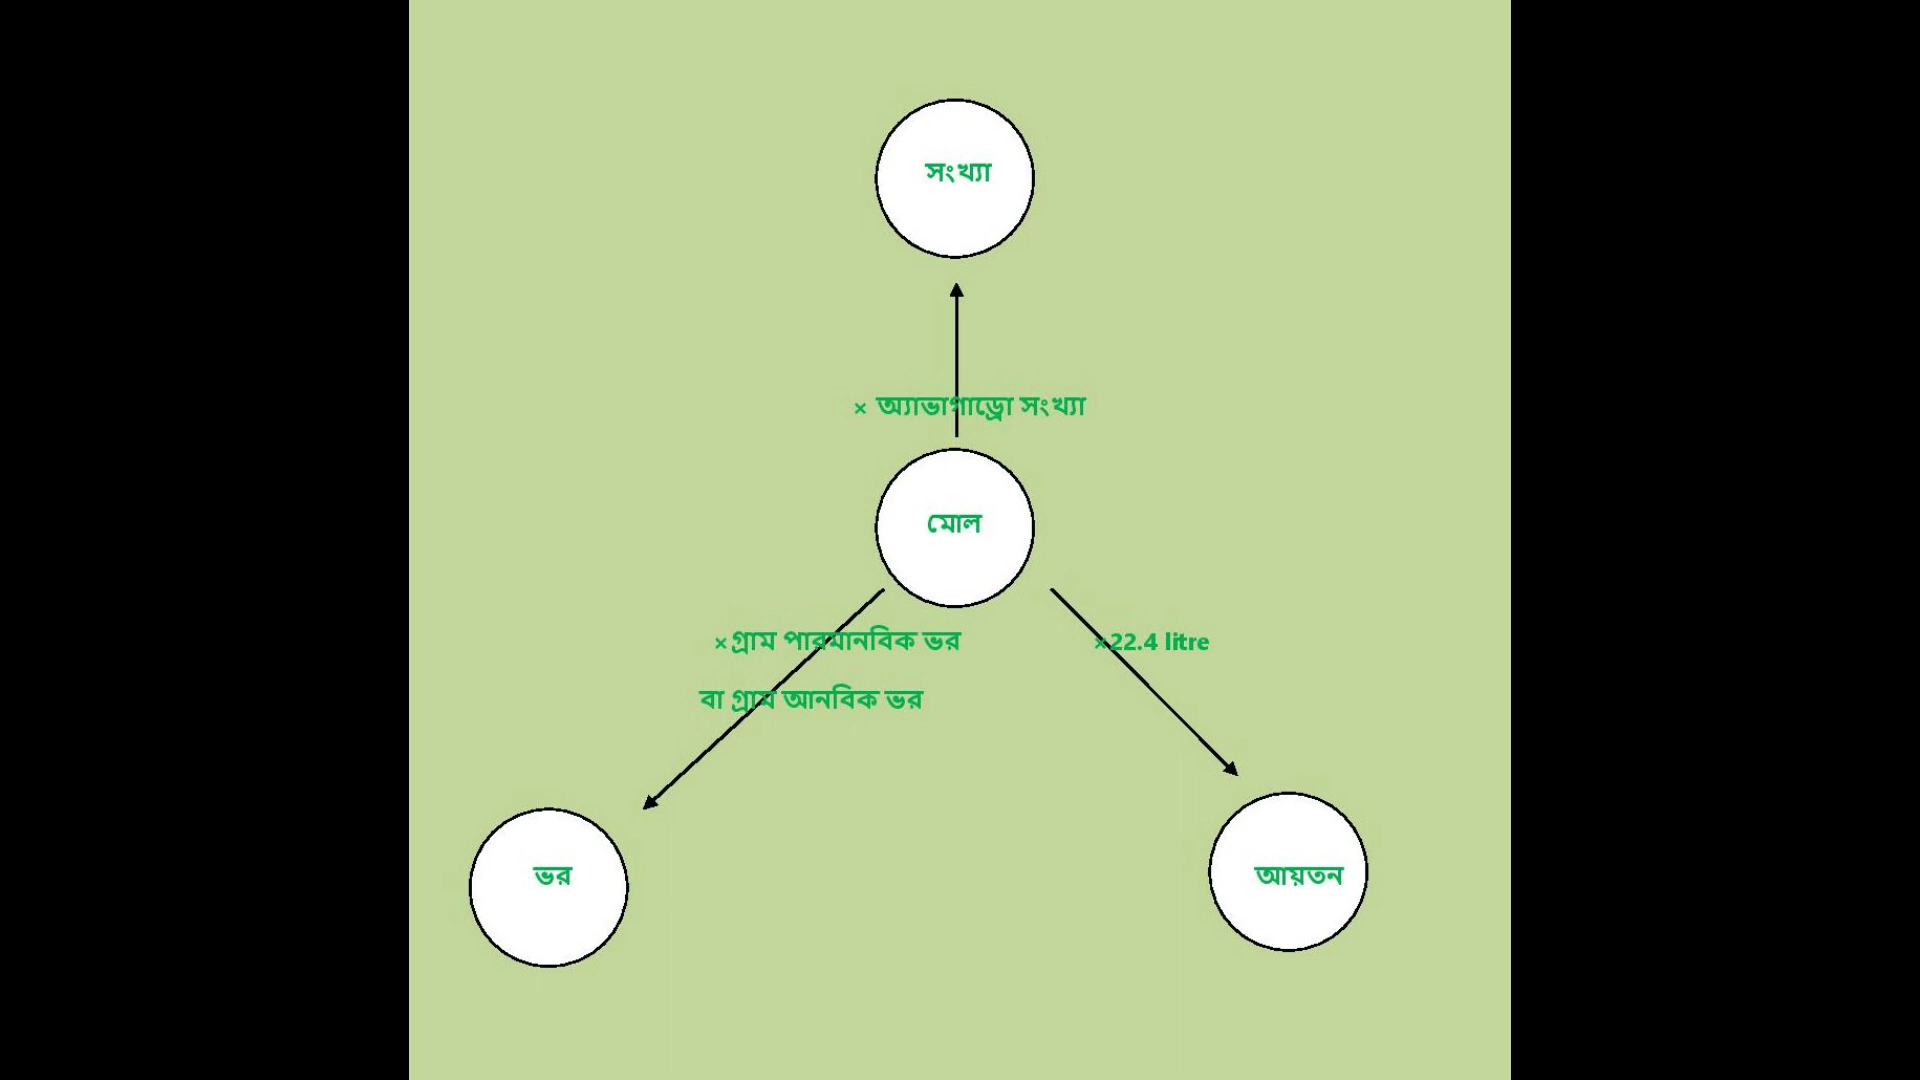 সংখ্যা
× অ্যাভাগাড্রো সংখ্যা
মোল
×গ্রাম পারমানবিক ভর
×22.4 litre
বা গ্রাম আনবিক ভর
ভর
আয়তন